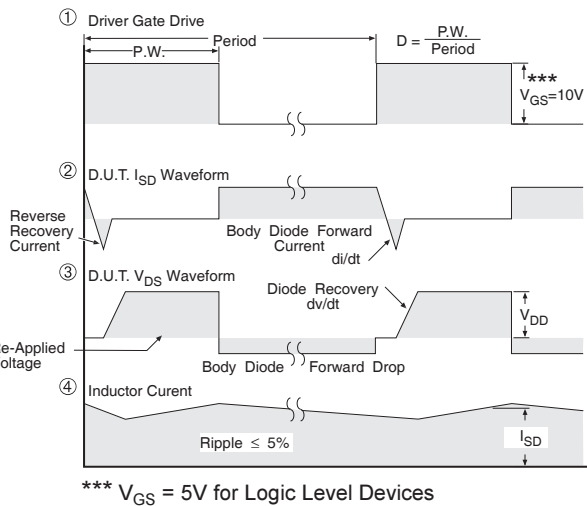 ① Driver Gate Drive
P.W.
Period
D = P.W.
Period
***
V_GS=10V
② D.U.T. I_SD Waveform
Reverse
Recovery
Current
Body Diode Forward
Current
di/dt
③ D.U.T. V_DS Waveform
Diode Recovery
dv/dt
V_DD
e-Applied
oltage
Body Diode Forward Drop
④ Inductor Curent
Ripple ≤ 5%
I_SD
*** V_GS = 5V for Logic Level Devices